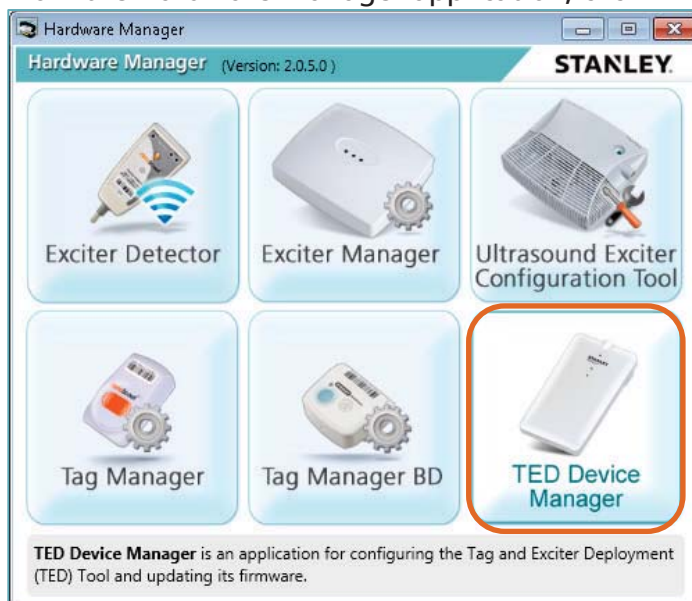 Hardware Manager
Hardware Manager (Version: 2.0.5.0 )
STANLEY
Exciter Detector
Exciter Manager
Ultrasound Exciter
Configuration Tool
Tag Manager
Tag Manager BD
STANLEY
TED Device
Manager
TED Device Manager is an application for configuring the Tag and Exciter Deployment
(TED) Tool and updating its firmware.